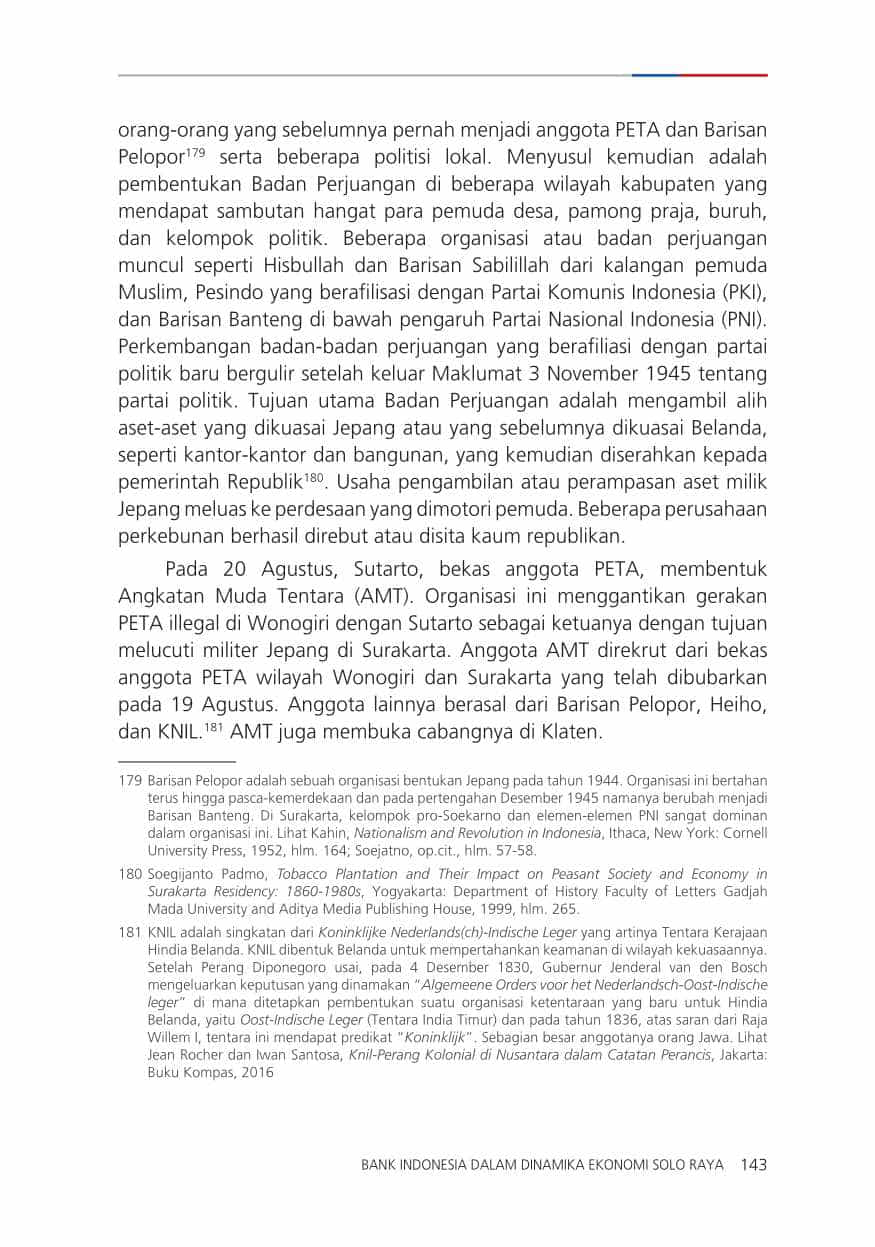 orang-orang yang sebelumnya pernah menjadi anggota PETA dan Barisan
Pelopor¹⁷⁹ serta beberapa politisi lokal. Menyusul kemudian adalah
pembentukan Badan Perjuangan di beberapa wilayah kabupaten yang
mendapat sambutan hangat para pemuda desa, pamong praja, buruh,
dan kelompok politik. Beberapa organisasi atau badan perjuangan
muncul seperti Hisbullah dan Barisan Sabilillah dari kalangan pemuda
Muslim, Pesindo yang berafilisasi dengan Partai Komunis Indonesia (PKI),
dan Barisan Banteng di bawah pengaruh Partai Nasional Indonesia (PNI).
Perkembangan badan-badan perjuangan yang berafiliasi dengan partai
politik baru bergulir setelah keluar Maklumat 3 November 1945 tentang
partai politik. Tujuan utama Badan Perjuangan adalah mengambil alih
aset-aset yang dikuasai Jepang atau yang sebelumnya dikuasai Belanda,
seperti kantor-kantor dan bangunan, yang kemudian diserahkan kepada
pemerintah Republik¹⁸⁰. Usaha pengambilan atau perampasan aset milik
Jepang meluas ke perdesaan yang dimotori pemuda. Beberapa perusahaan
perkebunan berhasil direbut atau disita kaum republikan.
Pada 20 Agustus, Sutarto, bekas anggota PETA, membentuk
Angkatan Muda Tentara (AMT). Organisasi ini menggantikan gerakan
PETA illegal di Wonogiri dengan Sutarto sebagai ketuanya dengan tujuan
melucuti militer Jepang di Surakarta. Anggota AMT direkrut dari bekas
anggota PETA wilayah Wonogiri dan Surakarta yang telah dibubarkan
pada 19 Agustus. Anggota lainnya berasal dari Barisan Pelopor, Heiho,
dan KNIL.¹⁸¹ AMT juga membuka cabangnya di Klaten.
179 Barisan Pelopor adalah sebuah organisasi bentukan Jepang pada tahun 1944. Organisasi ini bertahan
terus hingga pasca-kemerdekaan dan pada pertengahan Desember 1945 namanya berubah menjadi
Barisan Banteng. Di Surakarta, kelompok pro-Soekarno dan elemen-elemen PNI sangat dominan
dalam organisasi ini. Lihat Kahin, Nationalism and Revolution in Indonesia, Ithaca, New York: Cornell
University Press, 1952, hlm. 164; Soejatno, op.cit., hlm. 57-58.
180 Soegijanto Padmo, Tobacco Plantation and Their Impact on Peasant Society and Economy in
Surakarta Residency: 1860-1980s, Yogyakarta: Department of History Faculty of Letters Gadjah
Mada University and Aditya Media Publishing House, 1999, hlm. 265.
181 KNIL adalah singkatan dari Koninklijke Nederlands(ch)-Indische Leger yang artinya Tentara Kerajaan
Hindia Belanda. KNIL dibentuk Belanda untuk mempertahankan keamanan di wilayah kekuasaannya.
Setelah Perang Diponegoro usai, pada 4 Desember 1830, Gubernur Jenderal van den Bosch
mengeluarkan keputusan yang dinamakan "Algemeene Orders voor het Nederlandsch-Oost-Indische
leger" di mana ditetapkan pembentukan suatu organisasi ketentaraan yang baru untuk Hindia
Belanda, yaitu Oost-Indische Leger (Tentara India Timur) dan pada tahun 1836, atas saran dari Raja
Willem I, tentara ini mendapat predikat "Koninklijk". Sebagian besar anggotanya orang Jawa. Lihat
Jean Rocher dan Iwan Santosa, Knil-Perang Kolonial di Nusantara dalam Catatan Perancis, Jakarta:
Buku Kompas, 2016
BANK INDONESIA DALAM DINAMIKA EKONOMI SOLO RAYA 143